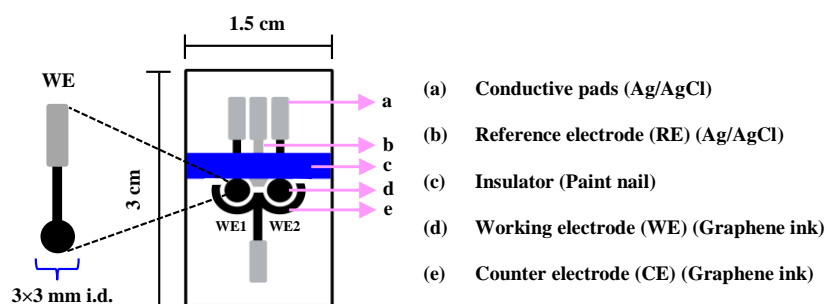 1.5 cm
WE
3 cm
3×3 mm i.d.
WE1
WE2
a
b
c
d
e
(a) Conductive pads (Ag/AgCl)
(b) Reference electrode (RE) (Ag/AgCl)
(c) Insulator (Paint nail)
(d) Working electrode (WE) (Graphene ink)
(e) Counter electrode (CE) (Graphene ink)